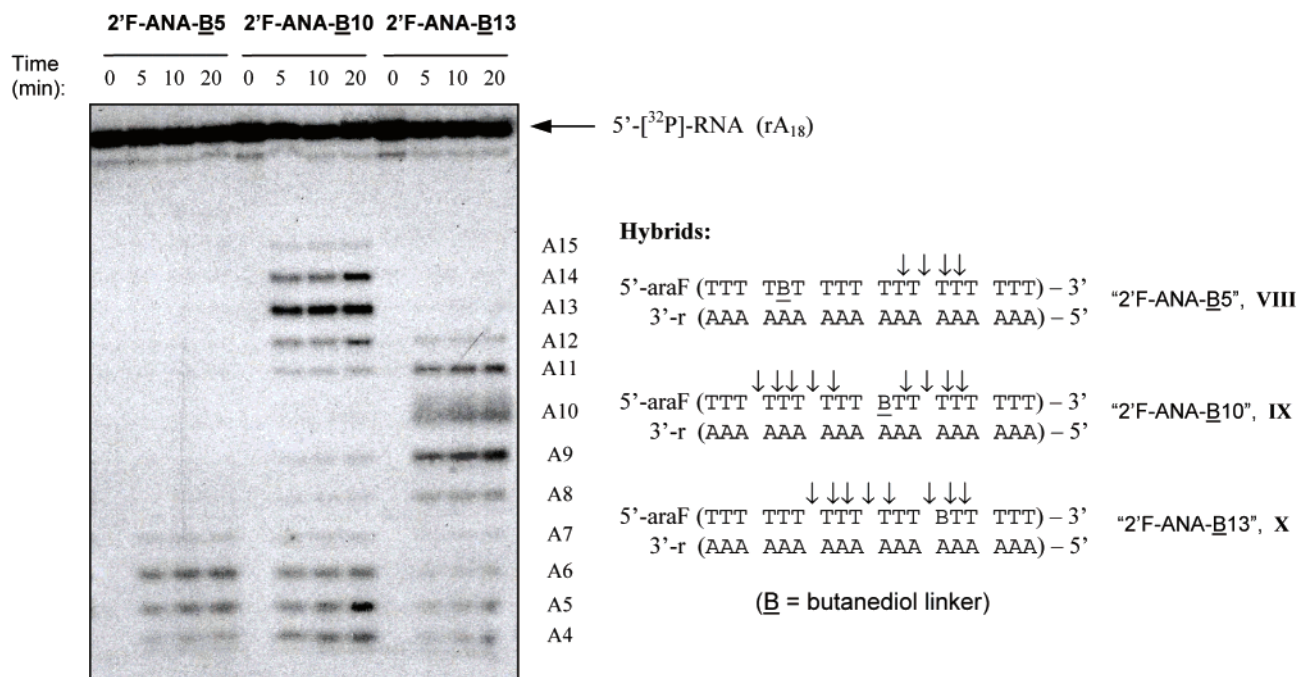 2'F-ANA-B5 2'F-ANA-B10 2'F-ANA-B13
Time
(min):
0 5 10 20 0 5 10 20 0 5 10 20
5'-[32P]-RNA (rA18)
A15
A14
A13
A12
A11
A10
A9
A8
A7
A6
A5
A4
Hybrids:
↓ ↓ ↓ ↓
5'-araF (TTT TBT TTT TTT TTT TTT) – 3'
3'-r (AAA AAA AAA AAA AAA AAA) – 5'
"2'F-ANA-B5", VIII
↓ ↓ ↓ ↓ ↓ ↓ ↓ ↓ ↓
5'-araF (TTT TTT TTT BTT TTT TTT) – 3'
3'-r (AAA AAA AAA AAA AAA AAA) – 5'
"2'F-ANA-B10", IX
↓ ↓ ↓ ↓ ↓ ↓ ↓ ↓
5'-araF (TTT TTT TTT TTT BTT TTT) – 3'
3'-r (AAA AAA AAA AAA AAA AAA) – 5'
"2'F-ANA-B13", X
(B = butanediol linker)